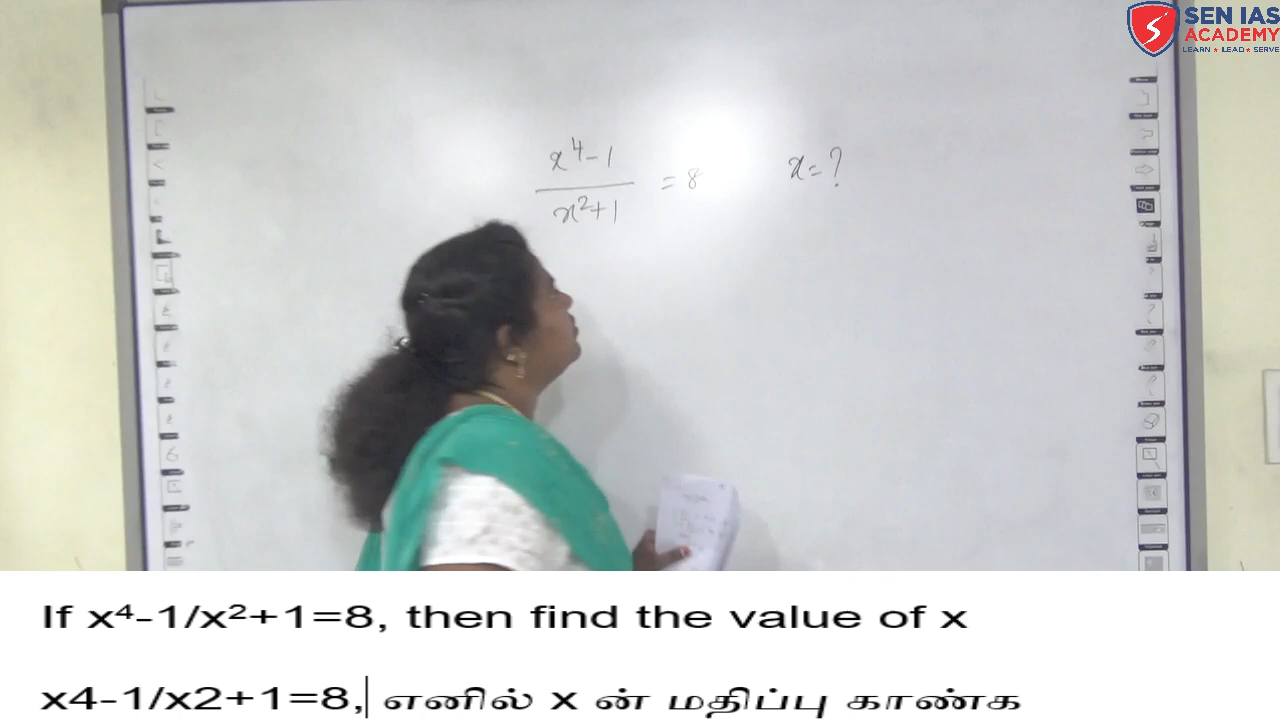 SEN IAS
ACADEMY
LEARN ★ LEAD ★ SERVE
x⁴-1
x²+1
= 8
x = ?
If x⁴-1/x²+1=8, then find the value of x
x4-1/x2+1=8, எனில் x ன் மதிப்பு காண்க